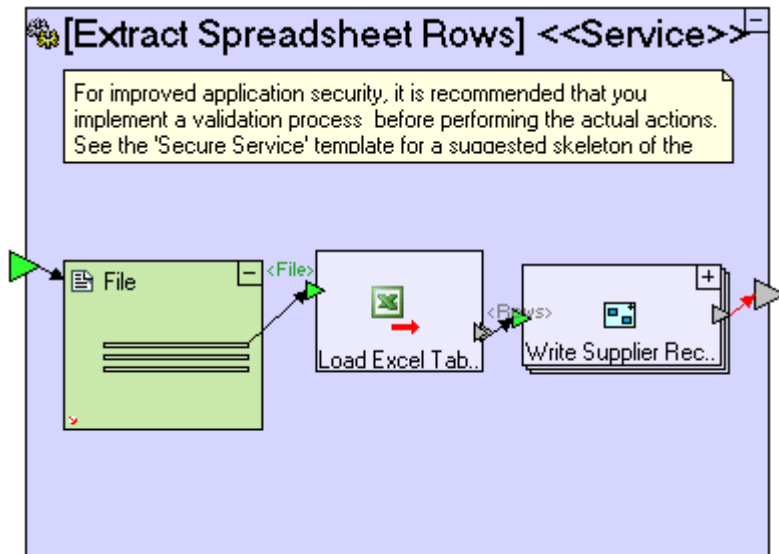 [Extract Spreadsheet Rows] <<Service>>
For improved application security, it is recommended that you
implement a validation process before performing the actual actions.
See the 'Secure Service' template for a suggested skeleton of the
File
<File>
<Rows>
Load Excel Tab..
Write Supplier Rec..